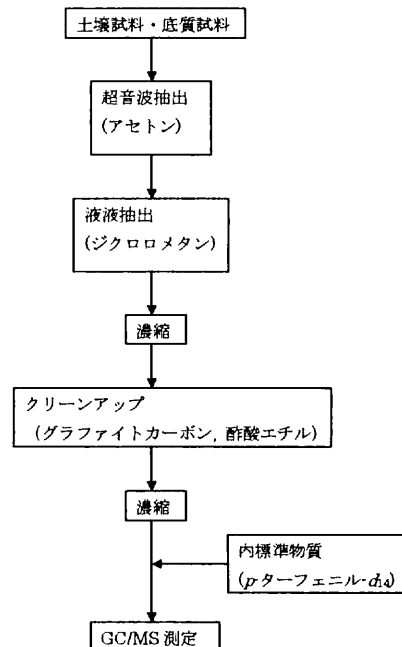 土壌試料・底質試料
超音波抽出
(アセトン)
液液抽出
(ジクロロメタン)
濃縮
クリーンアップ
(グラファイトカーボン, 酢酸エチル)
濃縮
内標準物質
(p-ターフェニル-d14)
GC/MS 測定